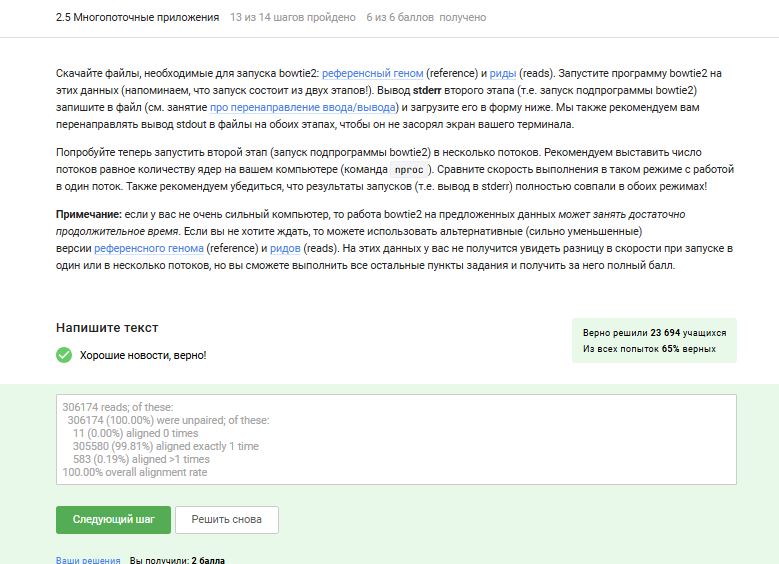 2.5 Многопоточные приложения 13 из 14 шагов пройдено 6 из 6 баллов получено
Скачайте файлы, необходимые для запуска bowtie2: референсный геном (reference) и риды (reads). Запустите программу bowtie2 на
этих данных (напоминаем, что запуск состоит из двух этапов!). Вывод stderr второго этапа (т.е. запуск подпрограммы bowtie2)
запишите в файл (см. занятие про перенаправление ввода/вывода) и загрузите его в форму ниже. Мы также рекомендуем вам
перенаправлять вывод stdout в файлы на обоих этапах, чтобы он не засорял экран вашего терминала.
Попробуйте теперь запустить второй этап (запуск подпрограммы bowtie2) в несколько потоков. Рекомендуем выставить число
потоков равное количеству ядер на вашем компьютере (команда nproc ). Сравните скорость выполнения в таком режиме с работой
в один поток. Также рекомендуем убедиться, что результаты запусков (т.е. вывод в stderr) полностью совпали в обоих режимах!
Примечание: если у вас не очень сильный компьютер, то работа bowtie2 на предложенных данных может занять достаточно
продолжительное время. Если вы не хотите ждать, то можете использовать альтернативные (сильно уменьшенные)
версии референсного генома (reference) и ридов (reads). На этих данных у вас не получится увидеть разницу в скорости при запуске в
один или в несколько потоков, но вы сможете выполнить все остальные пункты задания и получить за него полный балл.
Напишите текст
Хорошие новости, верно!
Верно решили 23 694 учащихся
Из всех попыток 65% верных
306174 reads; of these:
306174 (100.00%) were unpaired; of these:
11 (0.00%) aligned 0 times
305580 (99.81%) aligned exactly 1 time
583 (0.19%) aligned >1 times
100.00% overall alignment rate
Следующий шаг Решить снова
Ваши решения Вы получили: 2 балла